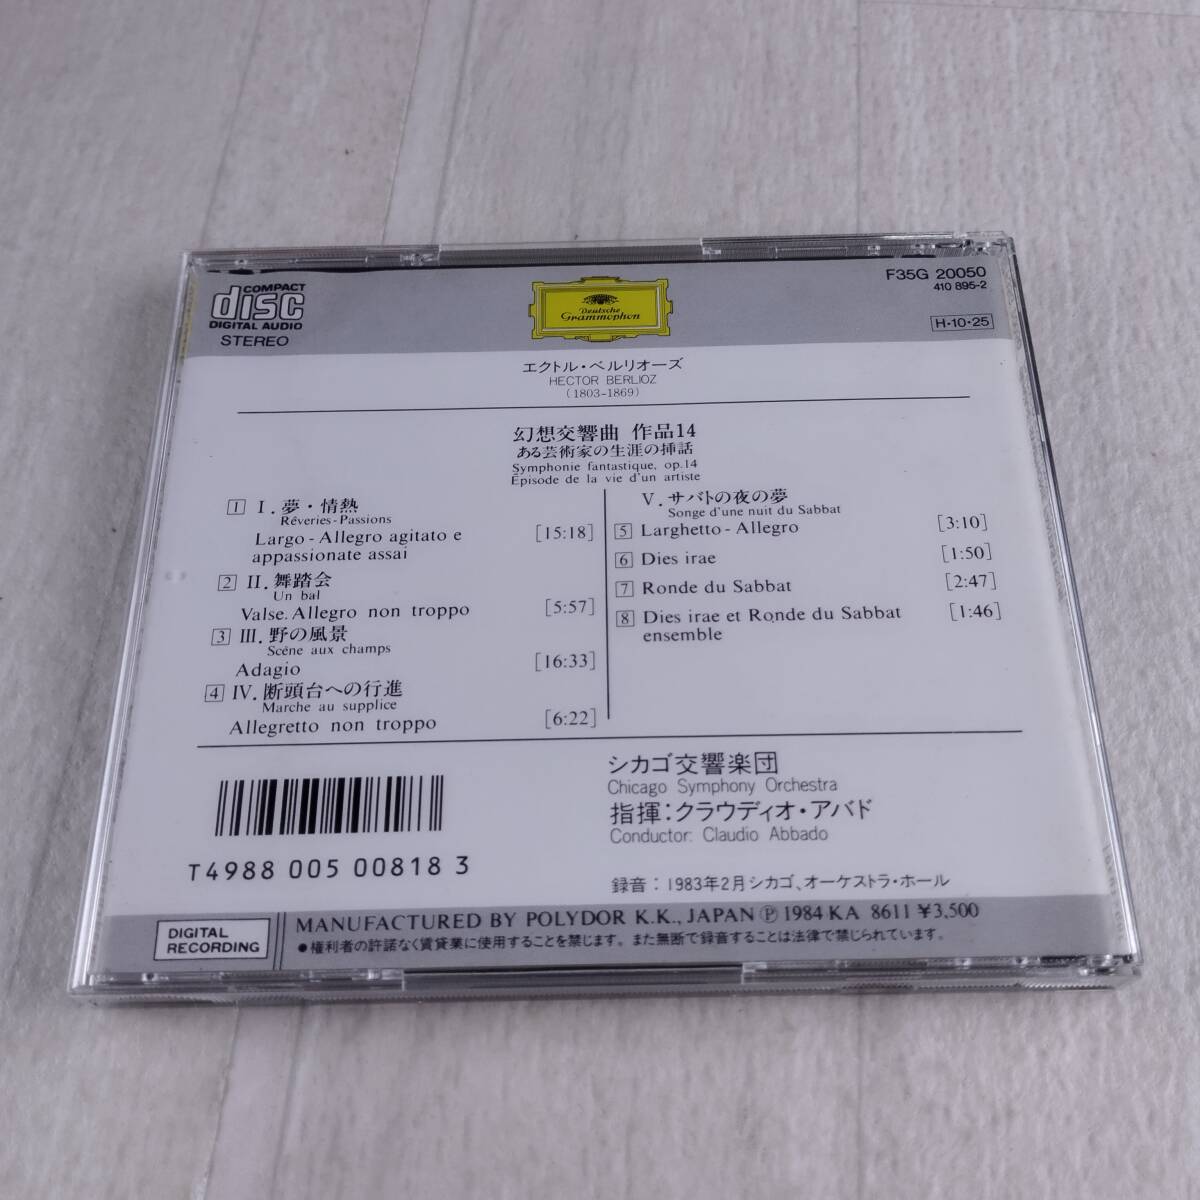 COMPACT
disc
DIGITAL AUDIO
STEREO
Deutsche
Grammophon
F35G 20050
410 895-2
H・10・25
エクトル・ベルリオーズ
HECTOR BERLIOZ
(1803-1869)
幻想交響曲 作品14
ある芸術家の生涯の挿話
Symphonie fantastique, op.14
Épisode de la vie d'un artiste
1 I. 夢・情熱
Rêveries-Passions
Largo - Allegro agitato e [15:18]
appassionate assai
2 II. 舞踏会
Un bal
Valse. Allegro non troppo [5:57]
3 III. 野の風景
Scéne aux champs
Adagio [16:33]
4 IV. 断頭台への行進
Marche au supplice
Allegretto non troppo [6:22]
V. サバトの夜の夢
Songe d'une nuit du Sabbat
5 Larghetto - Allegro [3:10]
6 Dies irae [1:50]
7 Ronde du Sabbat [2:47]
8 Dies irae et Ronde du Sabbat [1:46]
ensemble
シカゴ交響楽団
Chicago Symphony Orchestra
指揮：クラウディオ・アバド
Conductor: Claudio Abbado
録音：1983年2月シカゴ、オーケストラ・ホール
T4988 005 00818 3
DIGITAL
RECORDING
MANUFACTURED BY POLYDOR K.K., JAPAN Ⓟ 1984 KA 8611 ¥3,500
●権利者の許諾なく賃貸業に使用することを禁じます。また無断で録音することは法律で禁じられています。